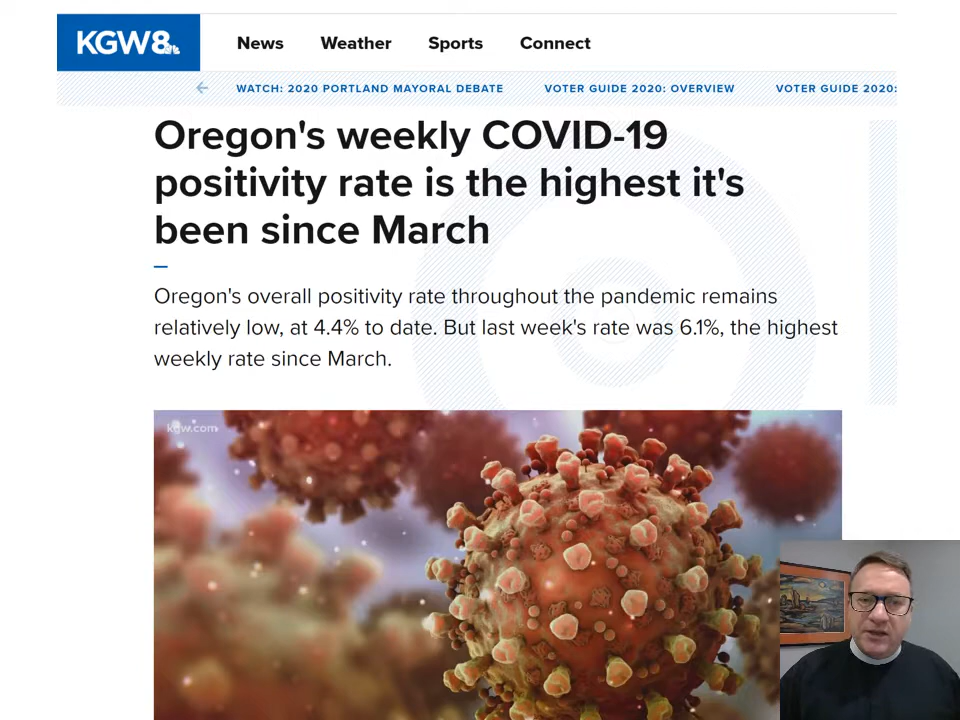 KGW8
News Weather Sports Connect
WATCH: 2020 PORTLAND MAYORAL DEBATE VOTER GUIDE 2020: OVERVIEW VOTER GUIDE 2020:
Oregon's weekly COVID-19
positivity rate is the highest it's
been since March
Oregon's overall positivity rate throughout the pandemic remains
relatively low, at 4.4% to date. But last week's rate was 6.1%, the highest
weekly rate since March.
kgw.com